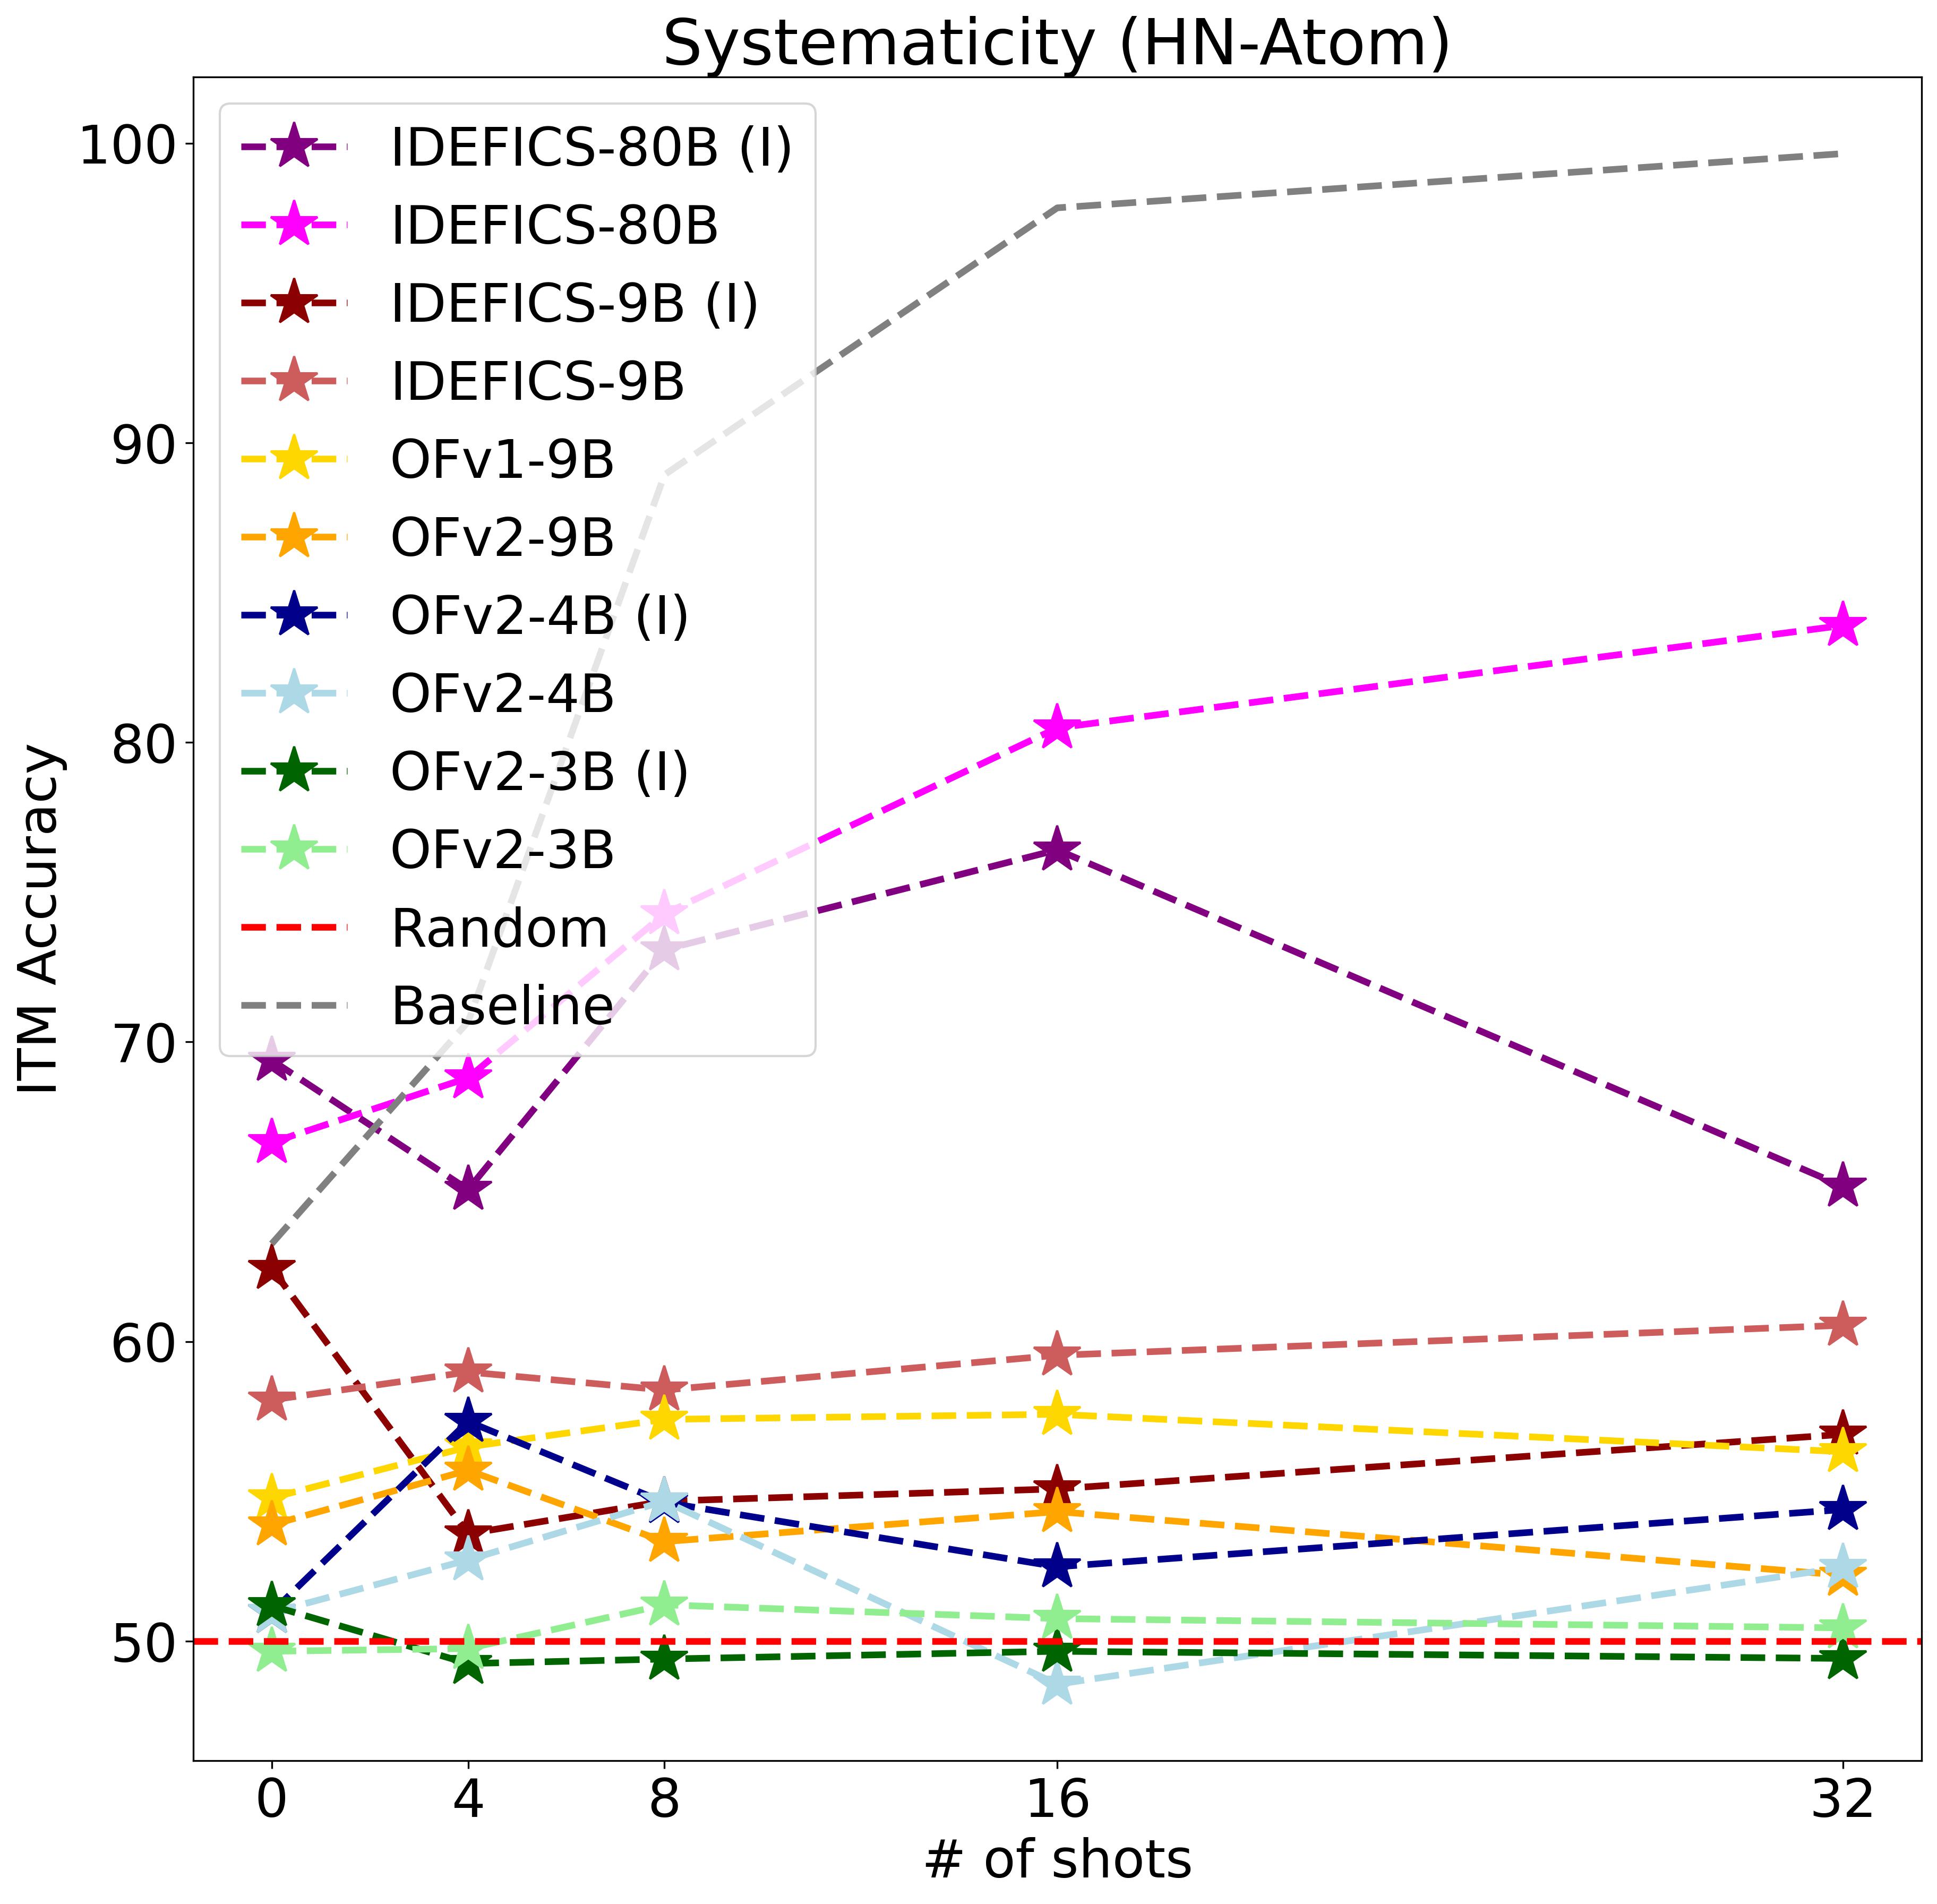 Systematicity (HN-Atom)
100
90
80
70
60
50
ITM Accuracy
IDEFICS-80B (I)
IDEFICS-80B
IDEFICS-9B (I)
IDEFICS-9B
OFv1-9B
OFv2-9B
OFv2-4B (I)
OFv2-4B
OFv2-3B (I)
OFv2-3B
Random
Baseline
0 4 8 16 32
# of shots